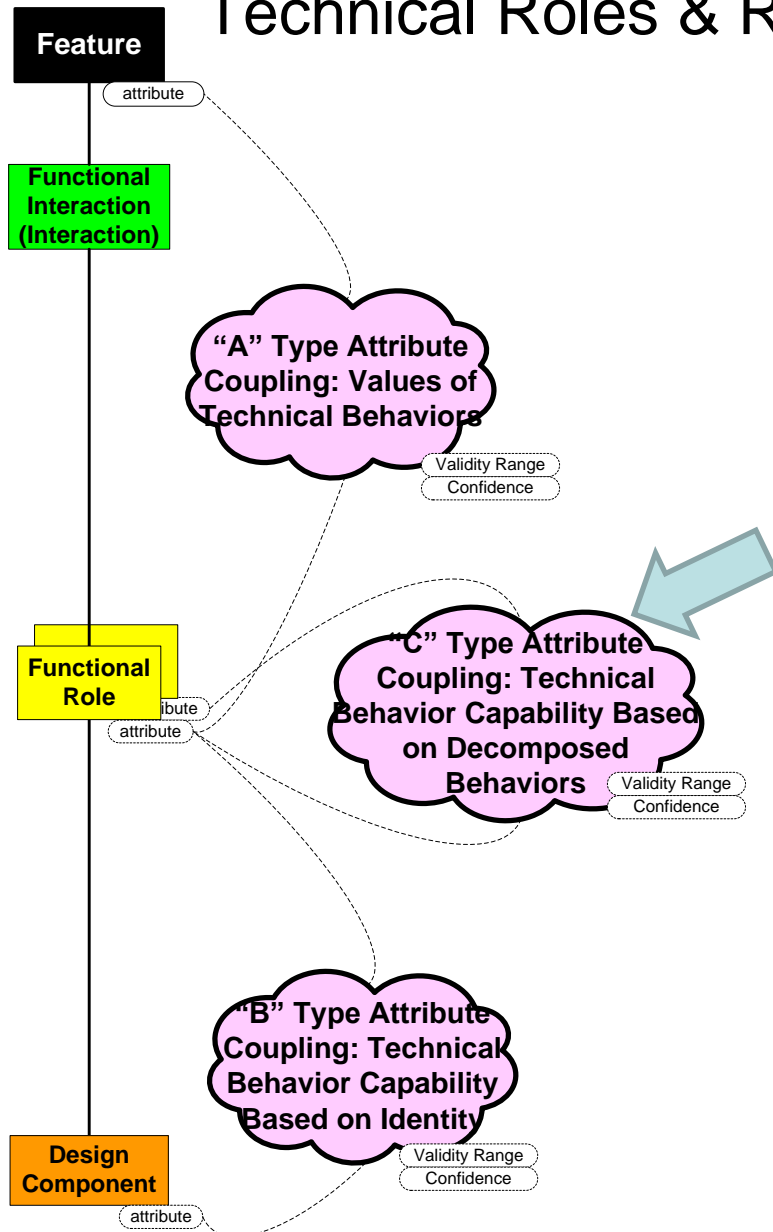 Technical Roles & R
Feature
attribute
Functional
Interaction
(Interaction)
“A” Type Attribute
Coupling: Values of
Technical Behaviors
Validity Range
Confidence
“C” Type Attribute
Coupling: Technical
Behavior Capability Based
on Decomposed
Behaviors
Validity Range
Confidence
Functional
Role
ibute
attribute
“B” Type Attribute
Coupling: Technical
Behavior Capability
Based on Identity
Validity Range
Confidence
Design
Component
attribute